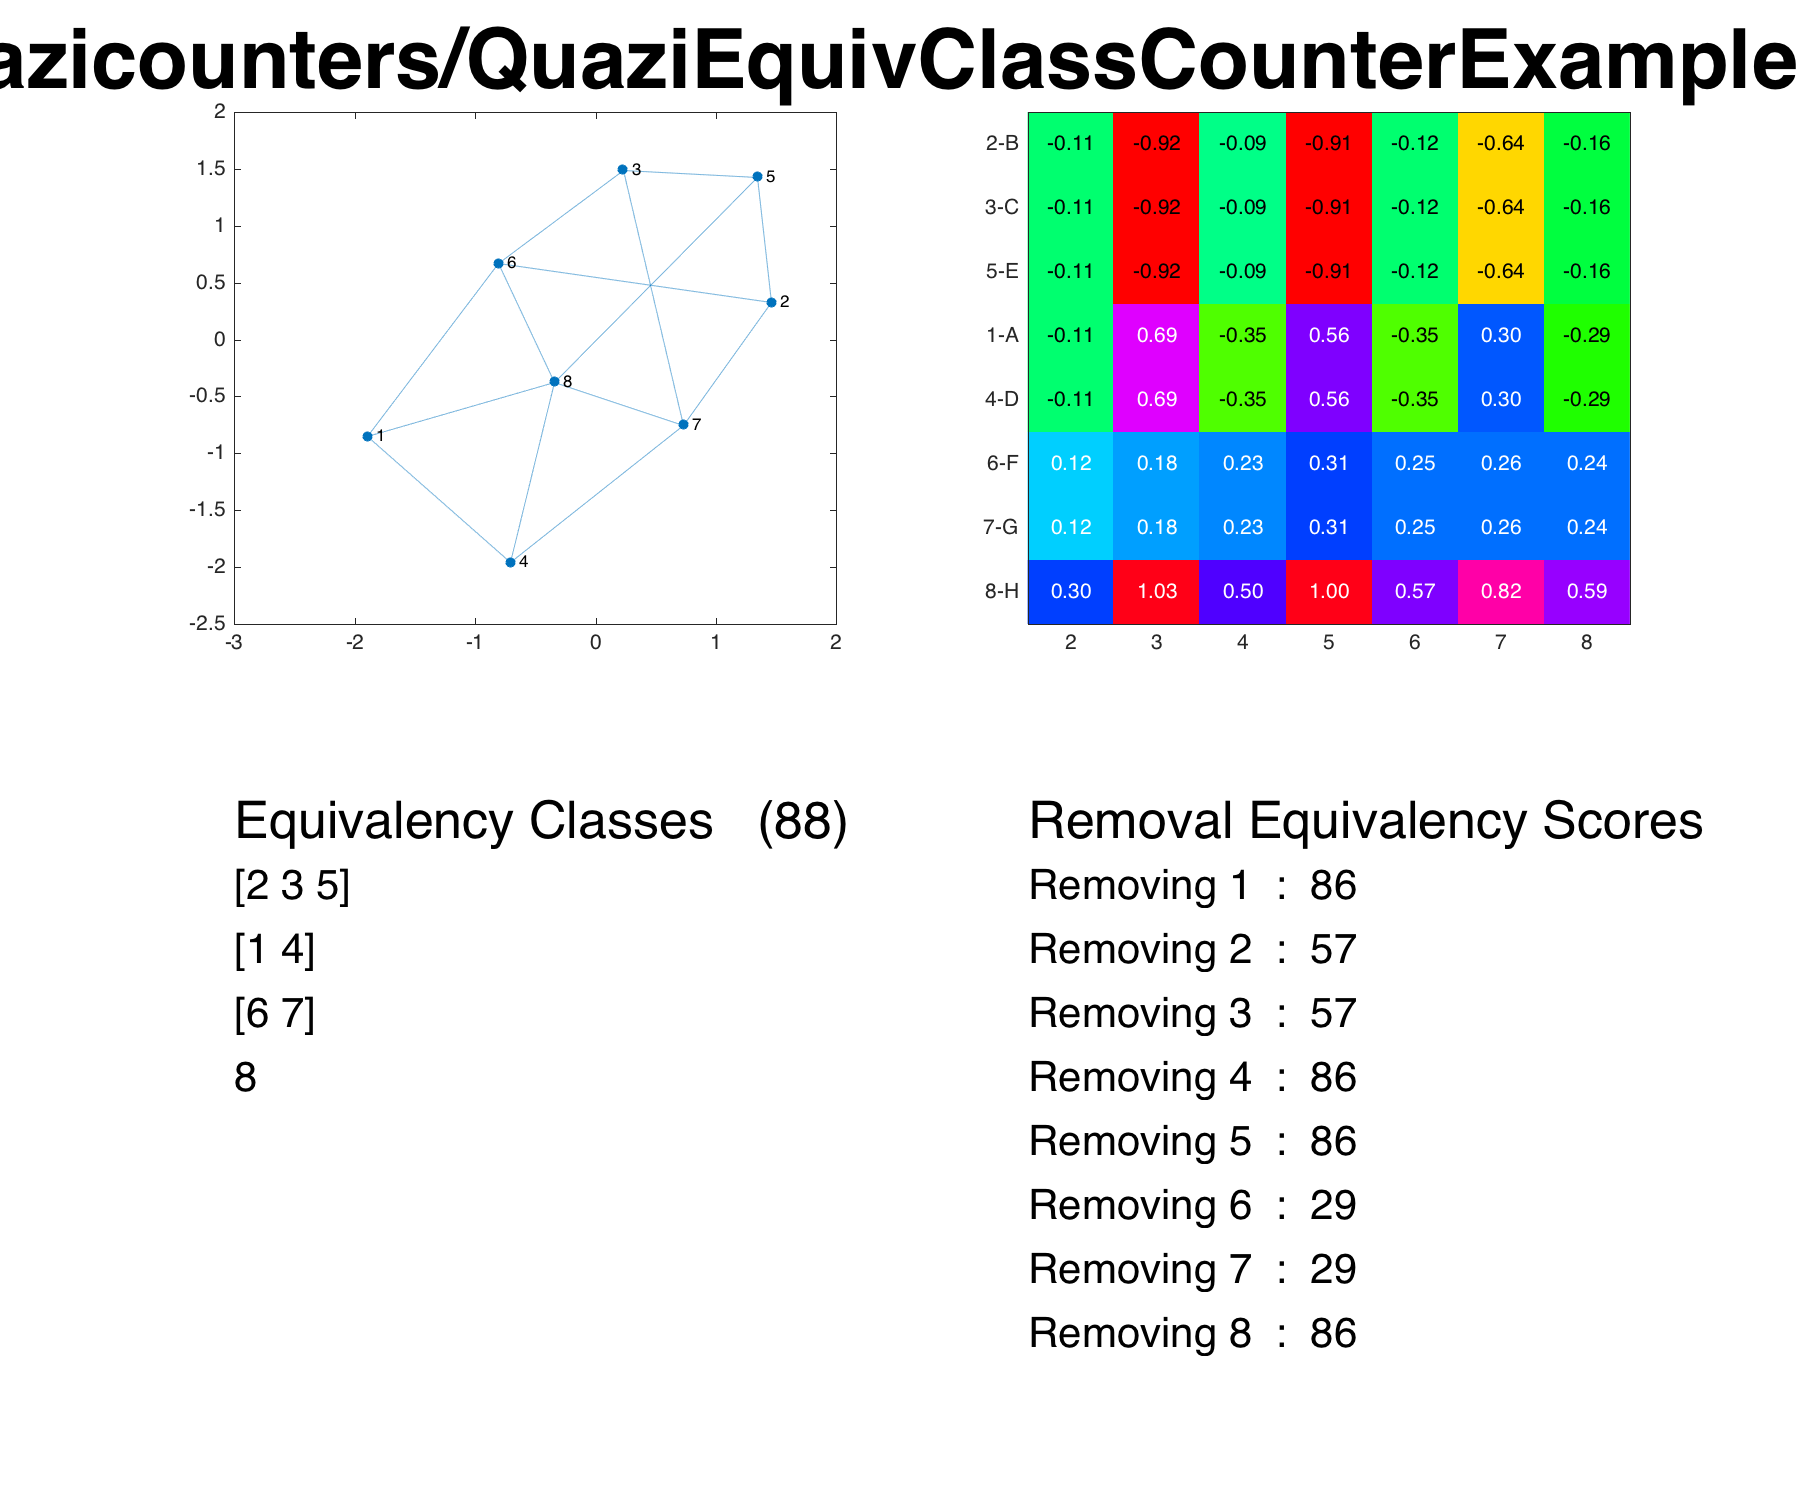 azicounters/QuaziEquivClassCounterExample
2
1.5
1
0.5
0
-0.5
-1
-1.5
-2
-2.5
-3 -2 -1 0 1 2
3
5
6
2
8
7
1
4
2-B -0.11 -0.92 -0.09 -0.91 -0.12 -0.64 -0.16
3-C -0.11 -0.92 -0.09 -0.91 -0.12 -0.64 -0.16
5-E -0.11 -0.92 -0.09 -0.91 -0.12 -0.64 -0.16
1-A -0.11 0.69 -0.35 0.56 -0.35 0.30 -0.29
4-D -0.11 0.69 -0.35 0.56 -0.35 0.30 -0.29
6-F 0.12 0.18 0.23 0.31 0.25 0.26 0.24
7-G 0.12 0.18 0.23 0.31 0.25 0.26 0.24
8-H 0.30 1.03 0.50 1.00 0.57 0.82 0.59
2 3 4 5 6 7 8
Equivalency Classes (88)
[2 3 5]
[1 4]
[6 7]
8
Removal Equivalency Scores
Removing 1 : 86
Removing 2 : 57
Removing 3 : 57
Removing 4 : 86
Removing 5 : 86
Removing 6 : 29
Removing 7 : 29
Removing 8 : 86